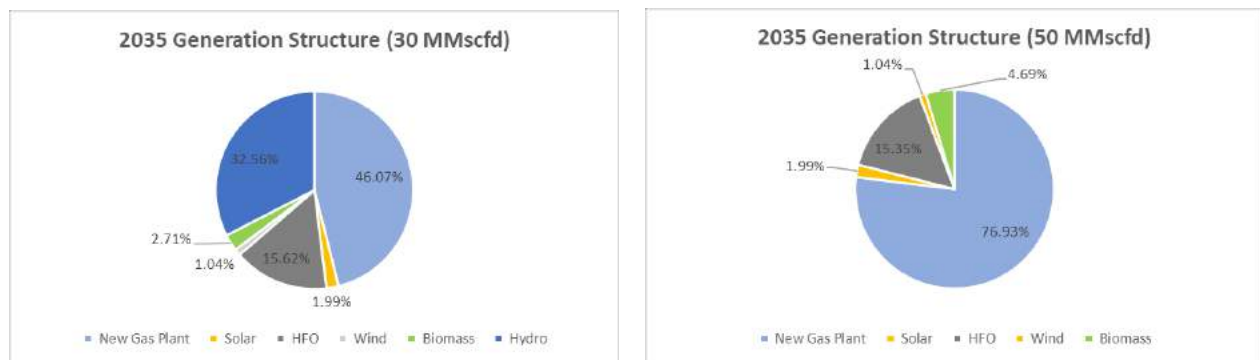 2035 Generation Structure (30 MMscfd)
32.56%
46.07%
2.71%
1.04%
15.62%
1.99%
New Gas Plant Solar HFO Wind Biomass Hydro
2035 Generation Structure (50 MMscfd)
1.04%
4.69%
15.35%
1.99%
76.93%
New Gas Plant Solar HFO Wind Biomass